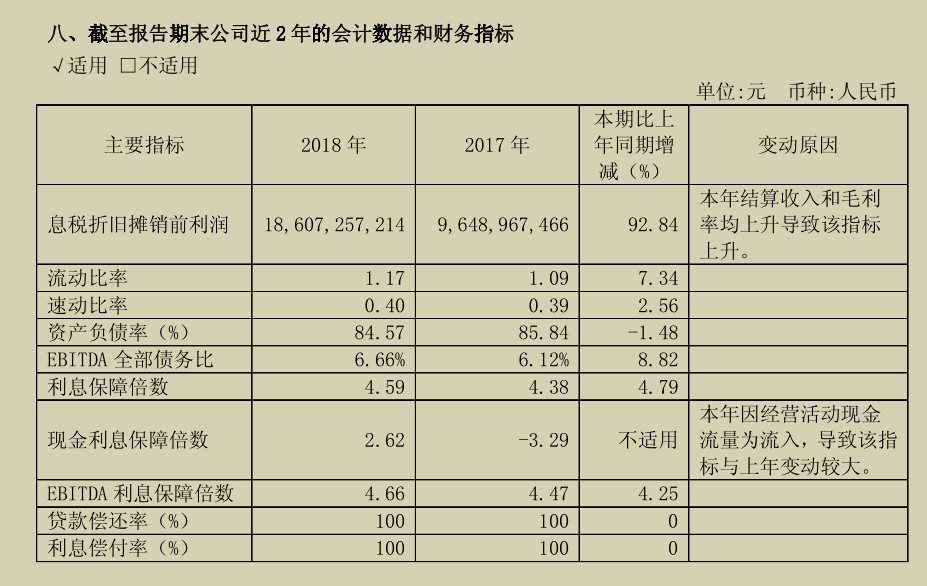 八、截至报告期末公司近 2 年的会计数据和财务指标
√适用 □不适用
单位:元 币种:人民币
主要指标 2018 年 2017 年 本期比上年同期增减（%） 变动原因
息税折旧摊销前利润 18,607,257,214 9,648,967,466 92.84 本年结算收入和毛利率均上升导致该指标上升。
流动比率 1.17 1.09 7.34
速动比率 0.40 0.39 2.56
资产负债率（%） 84.57 85.84 -1.48
EBITDA 全部债务比 6.66% 6.12% 8.82
利息保障倍数 4.59 4.38 4.79
现金利息保障倍数 2.62 -3.29 不适用 本年因经营活动现金流量为流入，导致该指标与上年变动较大。
EBITDA 利息保障倍数 4.66 4.47 4.25
贷款偿还率（%） 100 100 0
利息偿付率（%） 100 100 0